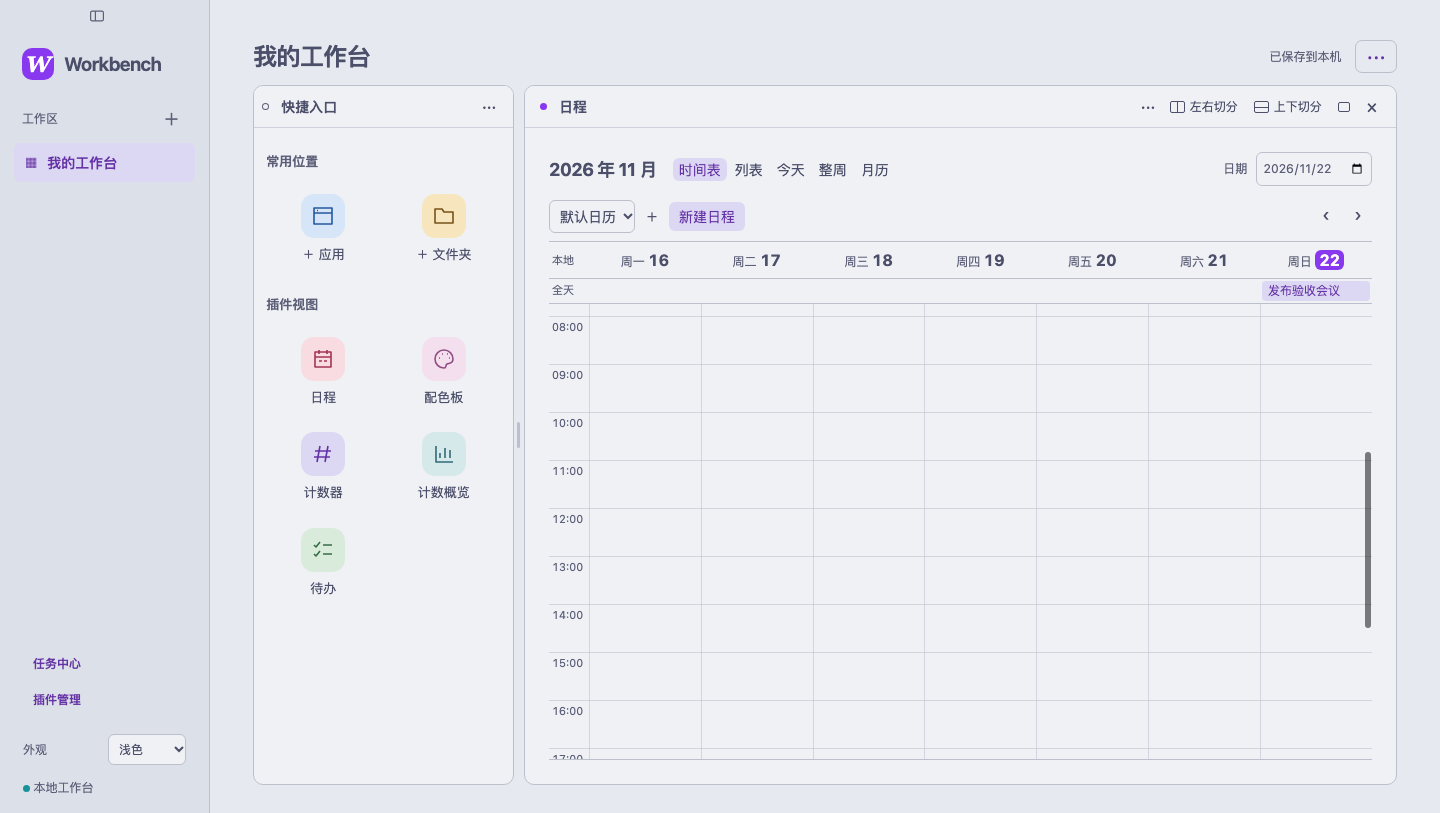 W Workbench
工作区 +
我的工作台
任务中心
插件管理
外观 浅色
本地工作台
我的工作台
已保存到本机 ...
快捷入口 ...
常用位置
+ 应用
+ 文件夹
插件视图
日程
配色板
计数器
计数概览
待办
日程
... 左右切分 上下切分 ×
2026 年 11 月 时间表 列表 今天 整周 月历
日期 2026/11/22
默认日历 + 新建日程 ‹ ›
本地 周一 16 周二 17 周三 18 周四 19 周五 20 周六 21 周日 22
全天 发布验收会议
08:00
09:00
10:00
11:00
12:00
13:00
14:00
15:00
16:00
17:00